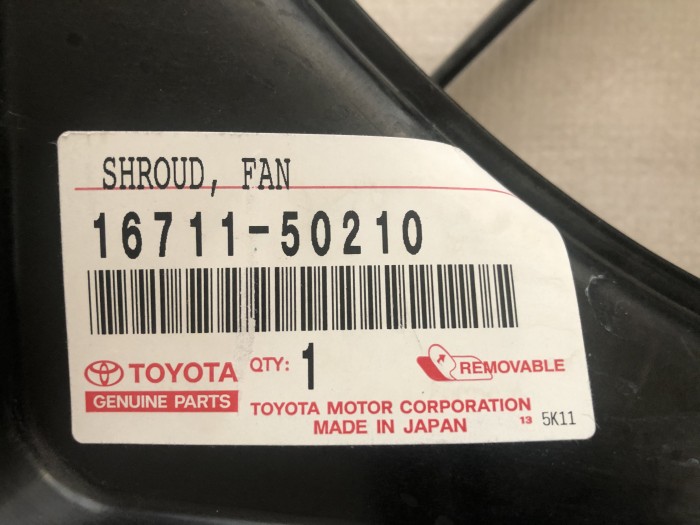 SHROUD, FAN
16711-50210
TOYOTA
GENUINE PARTS
QTY: 1
REMOVABLE
TOYOTA MOTOR CORPORATION
MADE IN JAPAN
13 5K11